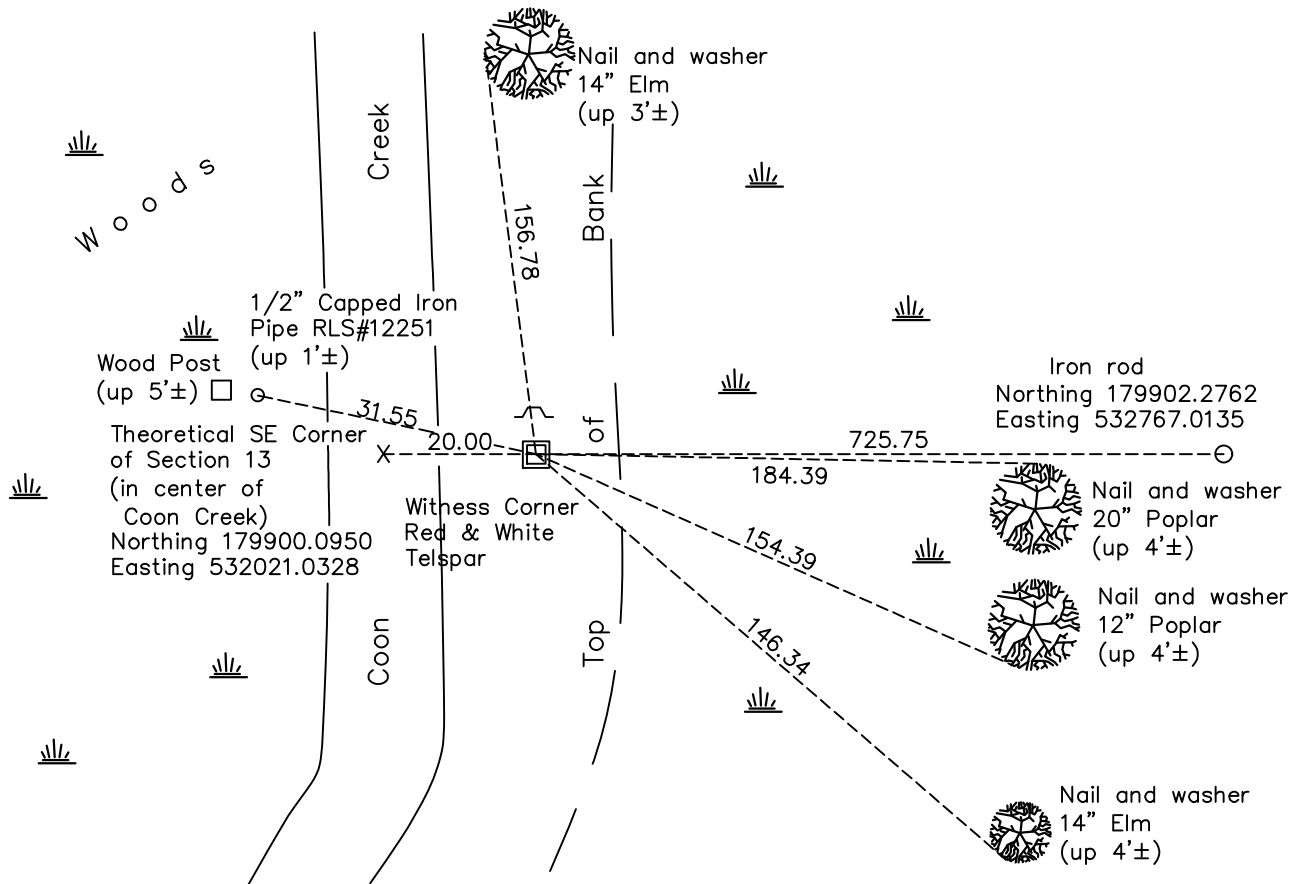 Nail and washer
14" Elm
(up 3'±)
Creek
Woods
Bank
156.78
1/2" Capped Iron
Pipe RLS#12251
(up 1'±)
Wood Post
(up 5'±)
31.55
Iron rod
Northing 179902.2762
Easting 532767.0135
of
Theoretical SE Corner
of Section 13
(in center of
Coon Creek)
Northing 179900.0950
Easting 532021.0328
20.00
725.75
184.39
Witness Corner
Red & White
Telspar
Nail and washer
20" Poplar
(up 4'±)
154.39
Nail and washer
12" Poplar
(up 4'±)
146.34
Coon
Top
Nail and washer
14" Elm
(up 4'±)